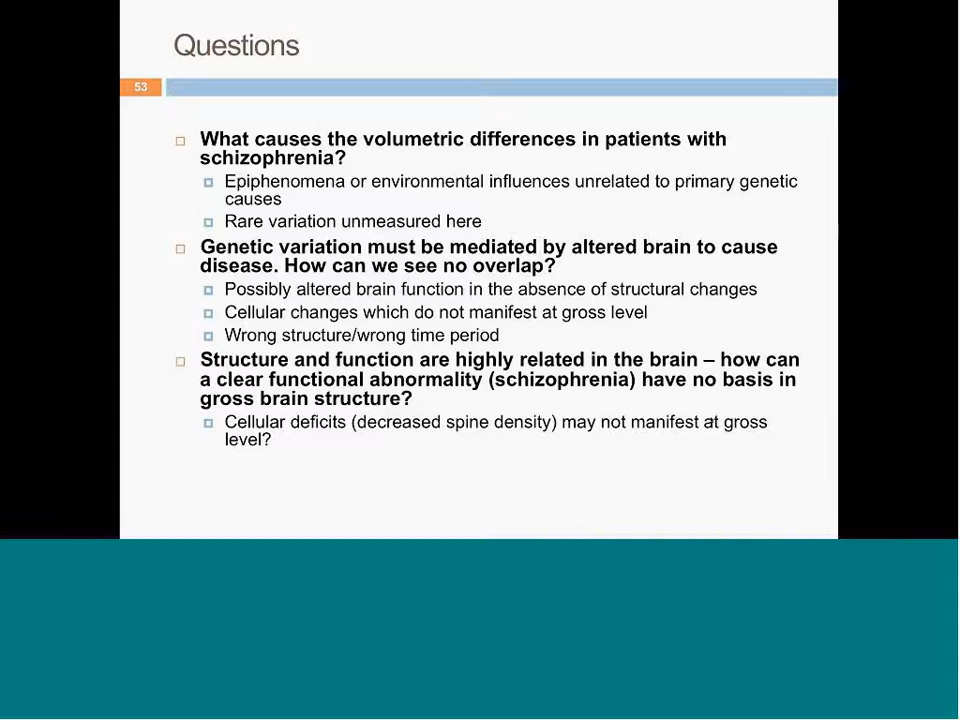 Questions
53
What causes the volumetric differences in patients with
schizophrenia?
Epiphenomena or environmental influences unrelated to primary genetic
causes
Rare variation unmeasured here
Genetic variation must be mediated by altered brain to cause
disease. How can we see no overlap?
Possibly altered brain function in the absence of structural changes
Cellular changes which do not manifest at gross level
Wrong structure/wrong time period
Structure and function are highly related in the brain – how can
a clear functional abnormality (schizophrenia) have no basis in
gross brain structure?
Cellular deficits (decreased spine density) may not manifest at gross
level?